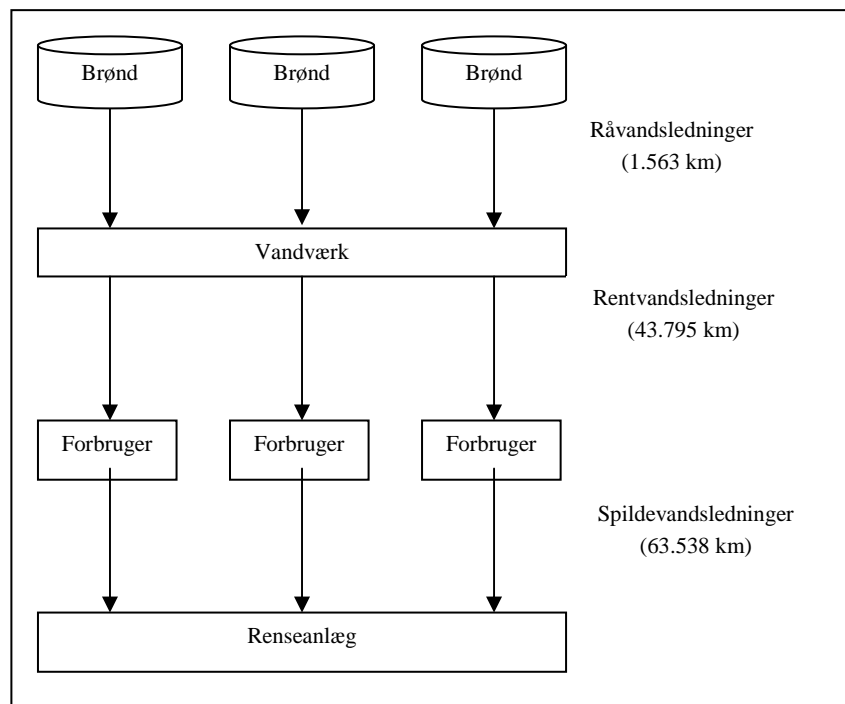 Brønd
Brønd
Brønd
Råvandsledninger
(1.563 km)
Vandværk
Rentvandsledninger
(43.795 km)
Forbruger
Forbruger
Forbruger
Spildevandsledninger
(63.538 km)
Renseanlæg